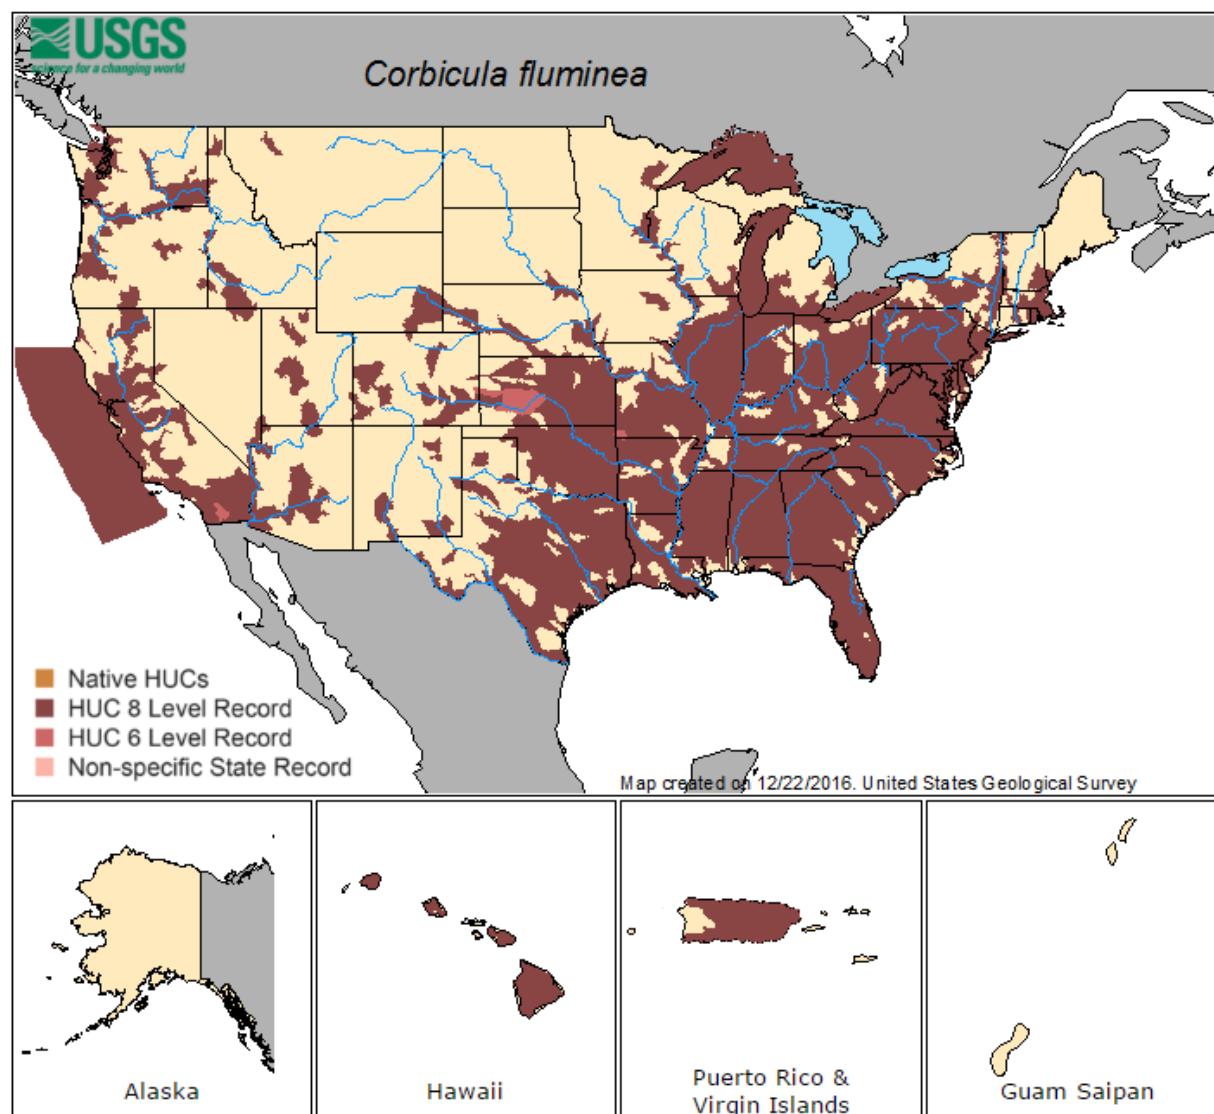 USGS
science for a changing world
Corbicula fluminea
Native HUCs
HUC 8 Level Record
HUC 6 Level Record
Non-specific State Record
Map created on 12/22/2016. United States Geological Survey
Alaska
Hawaii
Puerto Rico &
Virgin Islands
Guam Saipan